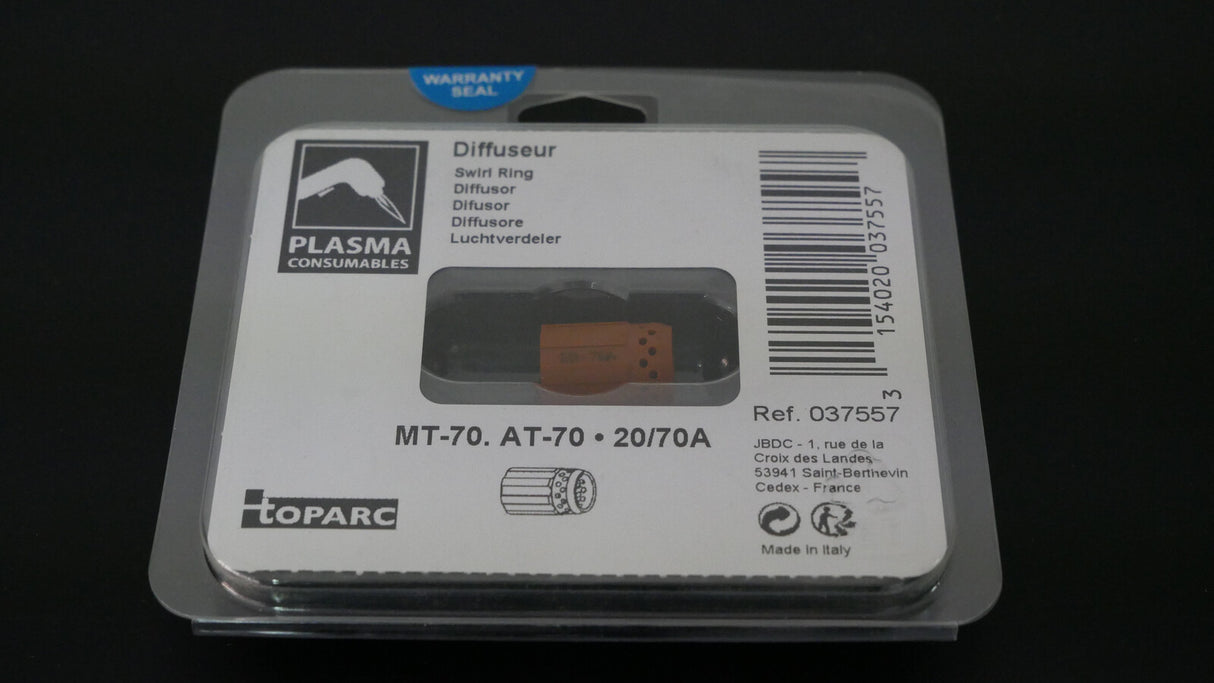 WARRANTY
SEAL
PLASMA
CONSUMABLES
Diffuseur
Swirl Ring
Diffusor
Difusor
Diffusore
Luchtverdeler
3 154020 037557
MT-70. AT-70 • 20/70A
Ref. 037557
JBDC - 1, rue de la
Croix des Landes
53941 Saint-Berthevin
Cedex - France
Made in Italy
TOPARC